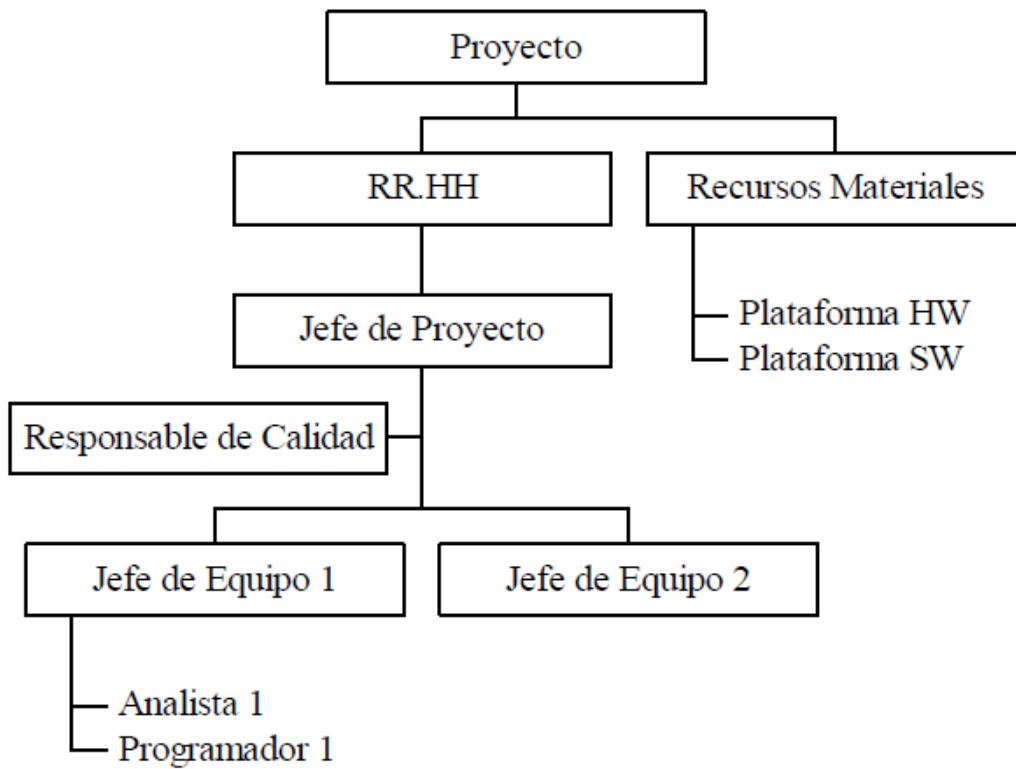 Proyecto
RR.HH
Recursos Materiales
Jefe de Proyecto
Plataforma HW
Plataforma SW
Responsable de Calidad
Jefe de Equipo 1
Jefe de Equipo 2
Analista 1
Programador 1